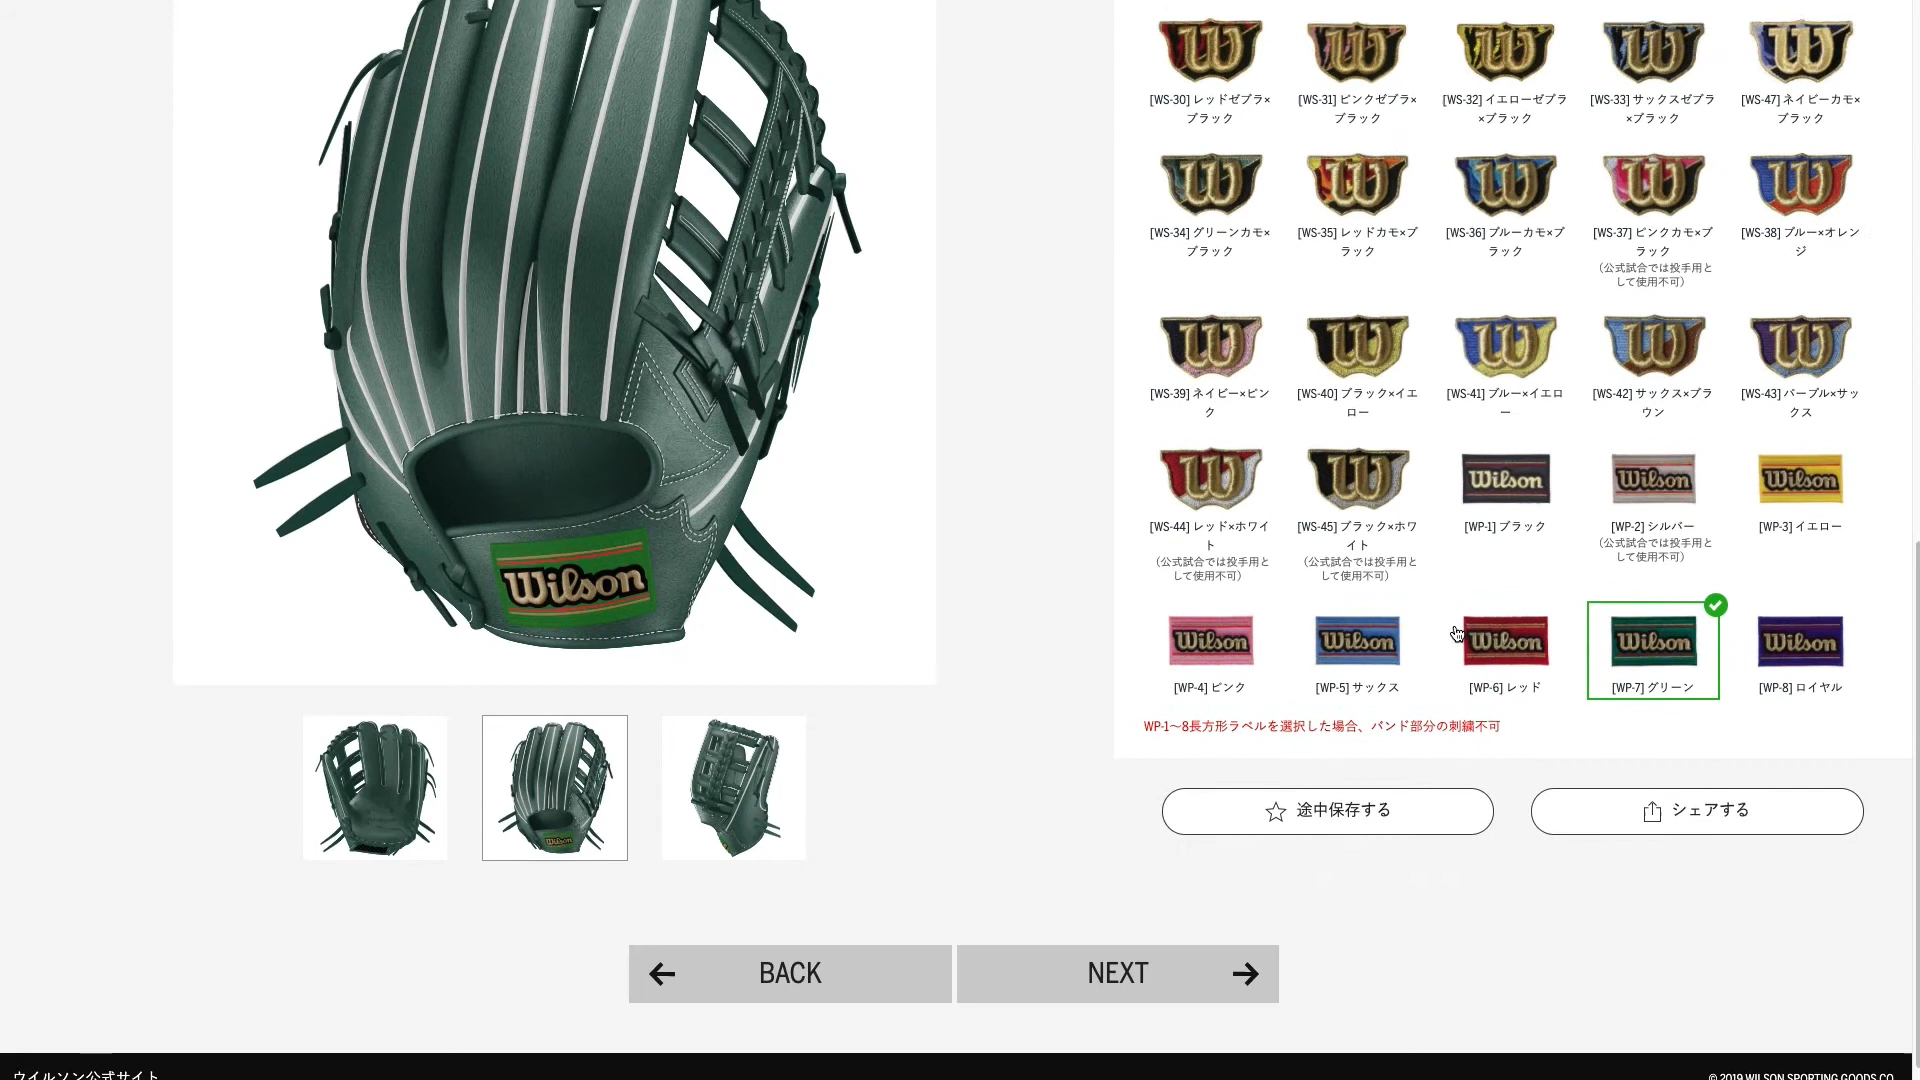 [WS-30] レッドゼブラ×
ブラック
[WS-31] ピンクゼブラ×
ブラック
[WS-32] イエローゼブラ
×ブラック
[WS-33] サックスゼブラ
×ブラック
[WS-47] ネイビーカモ×
ブラック
[WS-34] グリーンカモ×
ブラック
[WS-35] レッドカモ×ブ
ラック
[WS-36] ブルーカモ×ブ
ラック
[WS-37] ピンクカモ×ブ
ラック
（公式試合では投手用と
して使用不可）
[WS-38] ブルー×オレン
ジ
[WS-39] ネイビー×ピン
ク
[WS-40] ブラック×イエ
ロー
[WS-41] ブルー×イエロ
ー
[WS-42] サックス×ブラ
ウン
[WS-43] パープル×サッ
クス
[WS-44] レッド×ホワイ
ト
（公式試合では投手用と
して使用不可）
[WS-45] ブラック×ホワ
イト
（公式試合では投手用と
して使用不可）
Wilson
[WP-1] ブラック
Wilson
[WP-2] シルバー
（公式試合では投手用と
して使用不可）
Wilson
[WP-3] イエロー
Wilson
[WP-4] ピンク
Wilson
[WP-5] サックス
Wilson
[WP-6] レッド
Wilson
[WP-7] グリーン
Wilson
[WP-8] ロイヤル
WP-1～8長方形ラベルを選択した場合、バンド部分の刺繍不可
Wilson
途中保存する
シェアする
BACK
NEXT
ウイルソン公式サイト
© 2019 WILSON SPORTING GOODS CO.